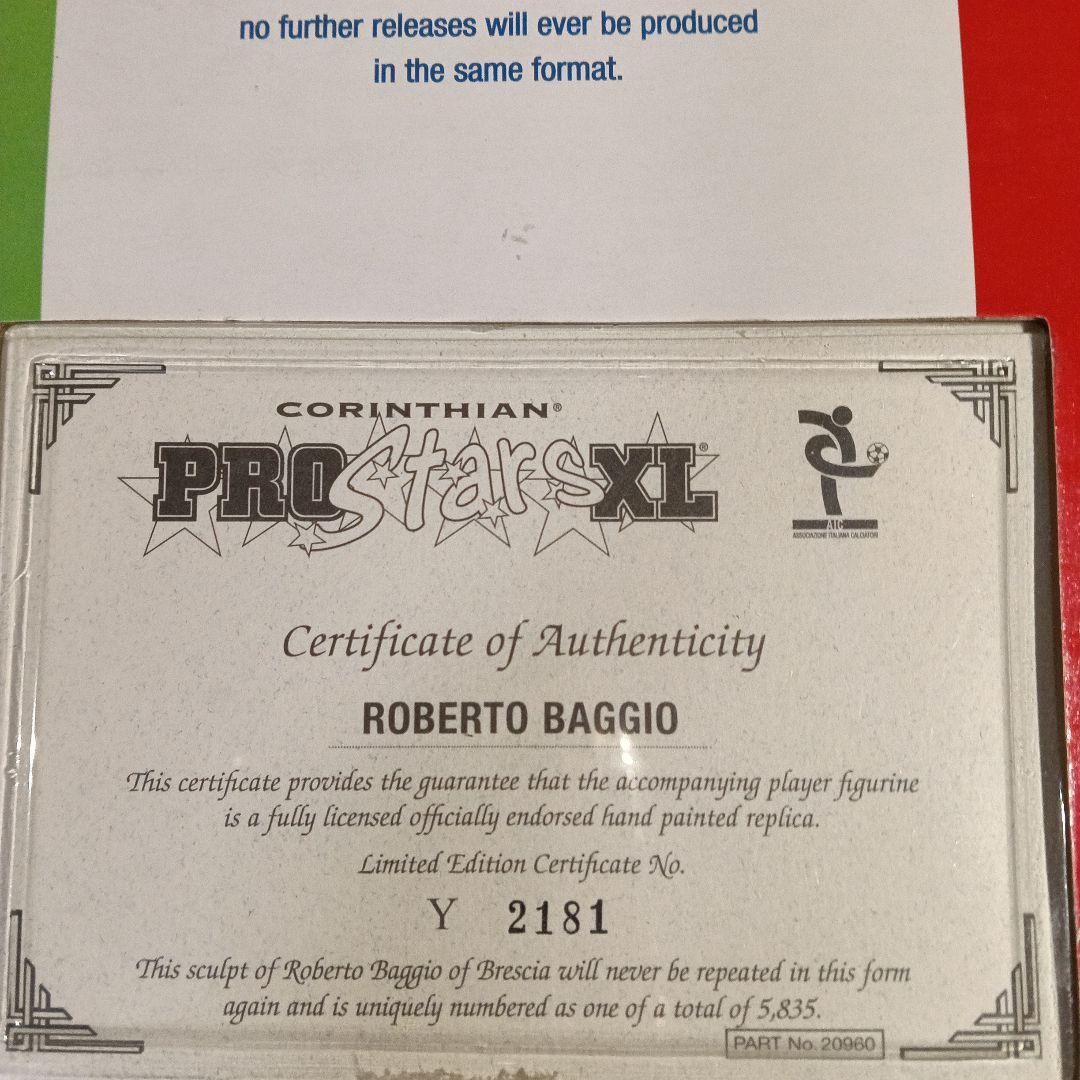 no further releases will ever be produced
in the same format.
CORINTHIAN®
PRO Stars XL®
AIC
ASSOCIAZIONE ITALIANA CALCIATORI
Certificate of Authenticity
ROBERTO BAGGIO
This certificate provides the guarantee that the accompanying player figurine
is a fully licensed officially endorsed hand painted replica.
Limited Edition Certificate No.
Y 2181
This sculpt of Roberto Baggio of Brescia will never be repeated in this form
again and is uniquely numbered as one of a total of 5,835.
PART No. 20960